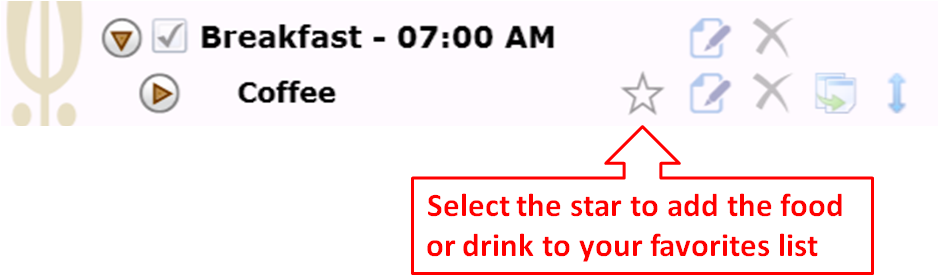 Breakfast - 07:00 AM
Coffee
Select the star to add the food
or drink to your favorites list